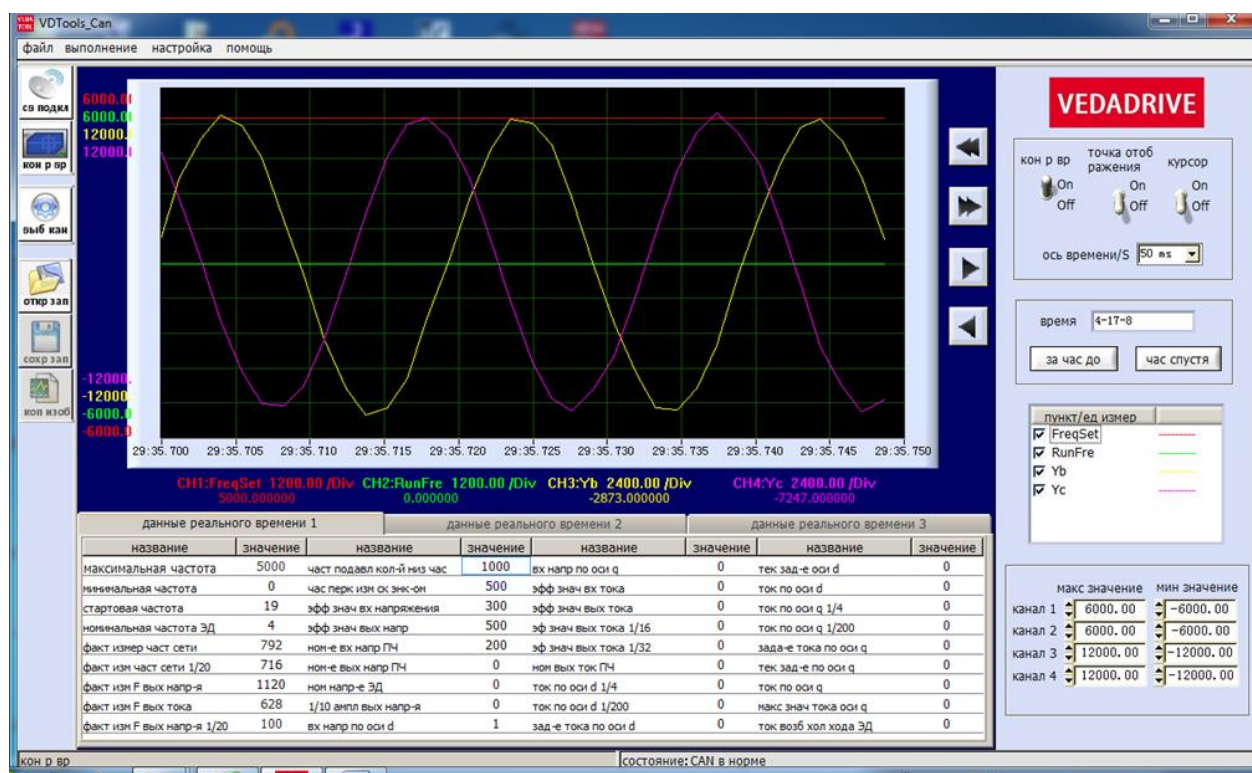 VDTools_Can
файл выполнение настройка помощь
св подкл
кон р вр
выб кан
откр зап
сохр зап
коп изоб
6000.0
6000.0
12000.
12000.
-12000.
-12000.
-6000.0
-6000.0
29:35.700 29:35.705 29:35.710 29:35.715 29:35.720 29:35.725 29:35.730 29:35.735 29:35.740 29:35.745 29:35.750
CH1:FreqSet 1200.00 /Div CH2:RunFre 1200.00 /Div CH3:Yb 2400.00 /Div CH4:Yc 2400.00 /Div
5000.000000 0.000000 -2873.000000 -7247.000000
данные реального времени 1 данные реального времени 2 данные реального времени 3
название значение название значение название значение название значение
максимальная частота 5000 част подавл кол-й низ час 1000 вх напр по оси q 0 тек зад-е оси d 0
минимальная частота 0 час перк изм ск энк-он 500 эфф знач вх тока 0 ток по оси d 0
стартовая частота 19 эфф знач вх напряжения 300 эфф знач вых тока 0 ток по оси q 1/4 0
номинальная частота ЭД 4 эфф знач вых напр 500 эф знач вых тока 1/16 0 ток по оси q 1/200 0
факт измер част сети 792 ном-е вх напр ПЧ 200 эф знач вых тока 1/32 0 зада-е тока по оси q 0
факт изм част сети 1/20 716 ном-е вых напр ПЧ 0 ном вых ток ПЧ 0 тек зад-е по оси q 0
факт изм F вых напр-я 1120 ном напр-е ЭД 0 ток по оси d 1/4 0 ток по оси q 0
факт изм F вых тока 628 1/10 ампл вых напр-я 0 ток по оси d 1/200 0 макс знач тока оси q 0
факт изм F вых напр-я 1/20 100 вх напр по оси d 1 зад-е тока по оси d 0 ток возб хол хода ЭД 0
VEDADRIVE
кон р вр точка отоб ражения курсор
On On On
Off Off Off
ось времени/S 50 ms
время 4-17-8
за час до час спустя
пункт/ед измер
FreqSet
RunFre
Yb
Yc
макс значение мин значение
канал 1 6000.00 -6000.00
канал 2 6000.00 -6000.00
канал 3 12000.00 -12000.00
канал 4 12000.00 -12000.00
кон р вр состояние: CAN в норме